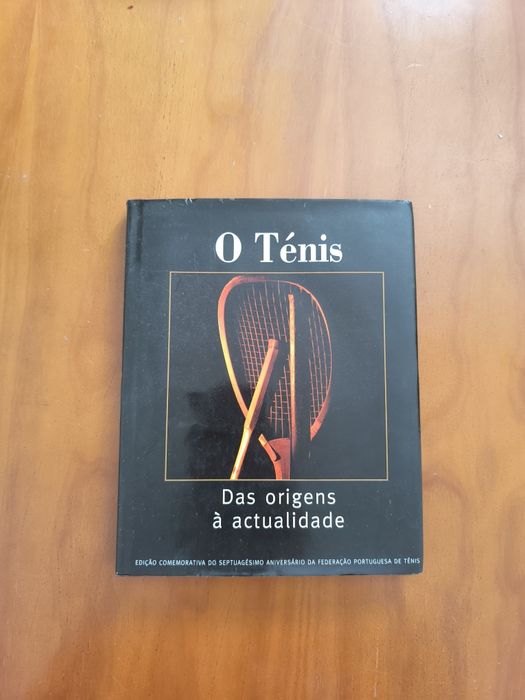 O Ténis
Das origens
à actualidade
EDIÇÃO COMEMORATIVA DO SEPTUAGÉSIMO ANIVERSÁRIO DA FEDERAÇÃO PORTUGUESA DE TÉNIS